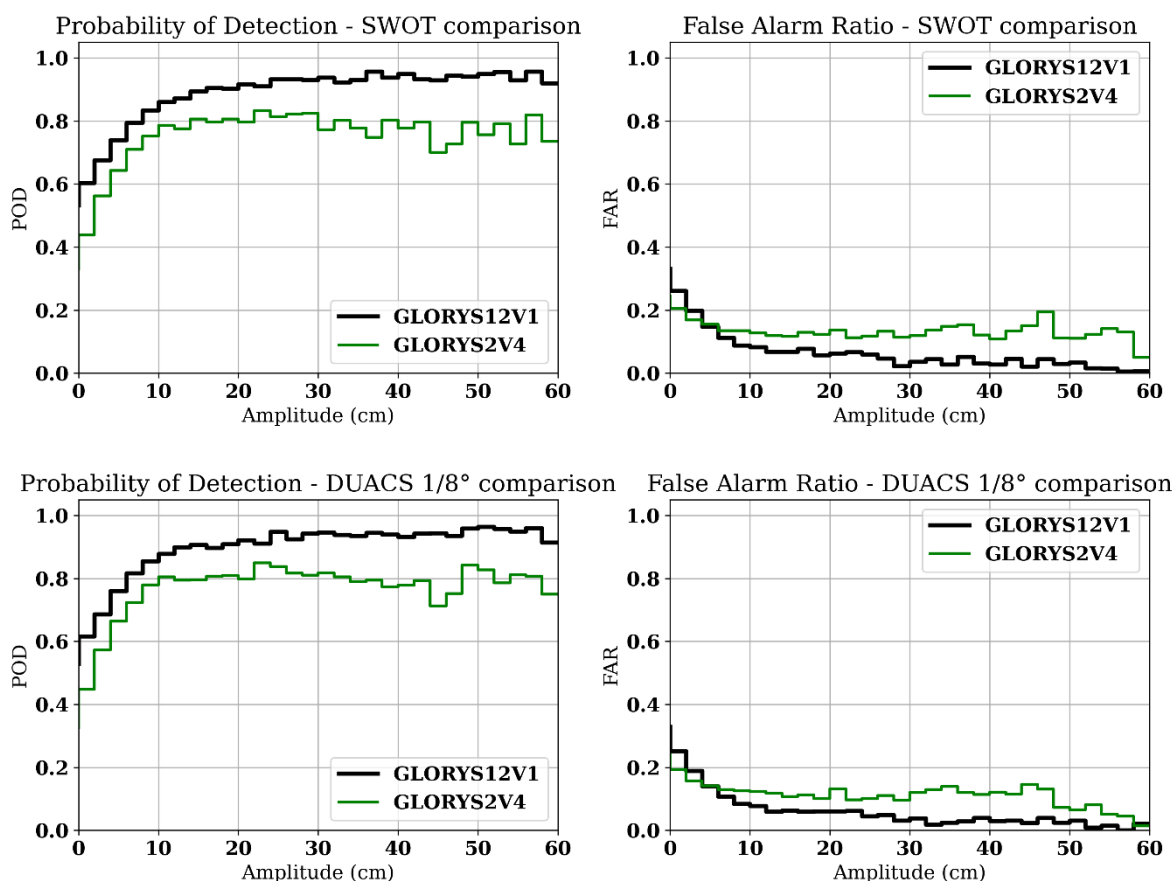 Probability of Detection - SWOT comparison
1.0
0.8
0.6
0.4
0.2
0.0
POD
GLORYS12V1
GLORYS2V4
0 10 20 30 40 50 60
Amplitude (cm)
False Alarm Ratio - SWOT comparison
1.0
0.8
0.6
0.4
0.2
0.0
FAR
GLORYS12V1
GLORYS2V4
0 10 20 30 40 50 60
Amplitude (cm)
Probability of Detection - DUACS 1/8° comparison
1.0
0.8
0.6
0.4
0.2
0.0
POD
GLORYS12V1
GLORYS2V4
0 10 20 30 40 50 60
Amplitude (cm)
False Alarm Ratio - DUACS 1/8° comparison
1.0
0.8
0.6
0.4
0.2
0.0
FAR
GLORYS12V1
GLORYS2V4
0 10 20 30 40 50 60
Amplitude (cm)